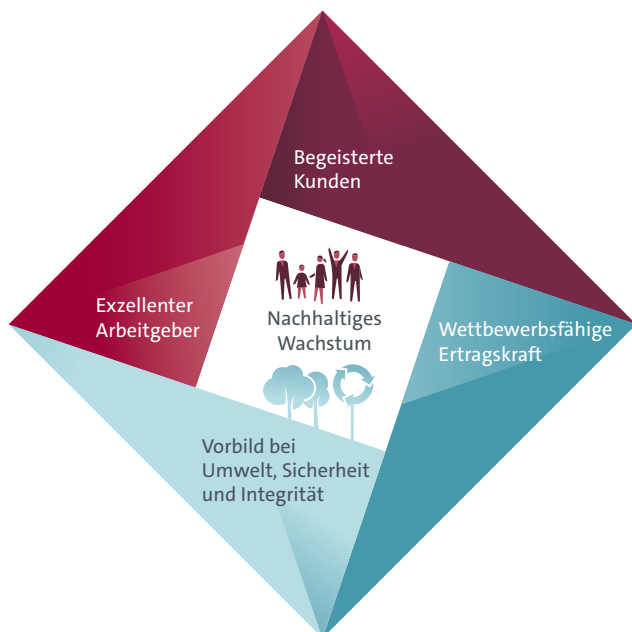 Begeisterte
Kunden
Exzellenter
Arbeitgeber
Nachhaltiges
Wachstum
Wettbewerbsfähige
Ertragskraft
Vorbild bei
Umwelt, Sicherheit
und Integrität